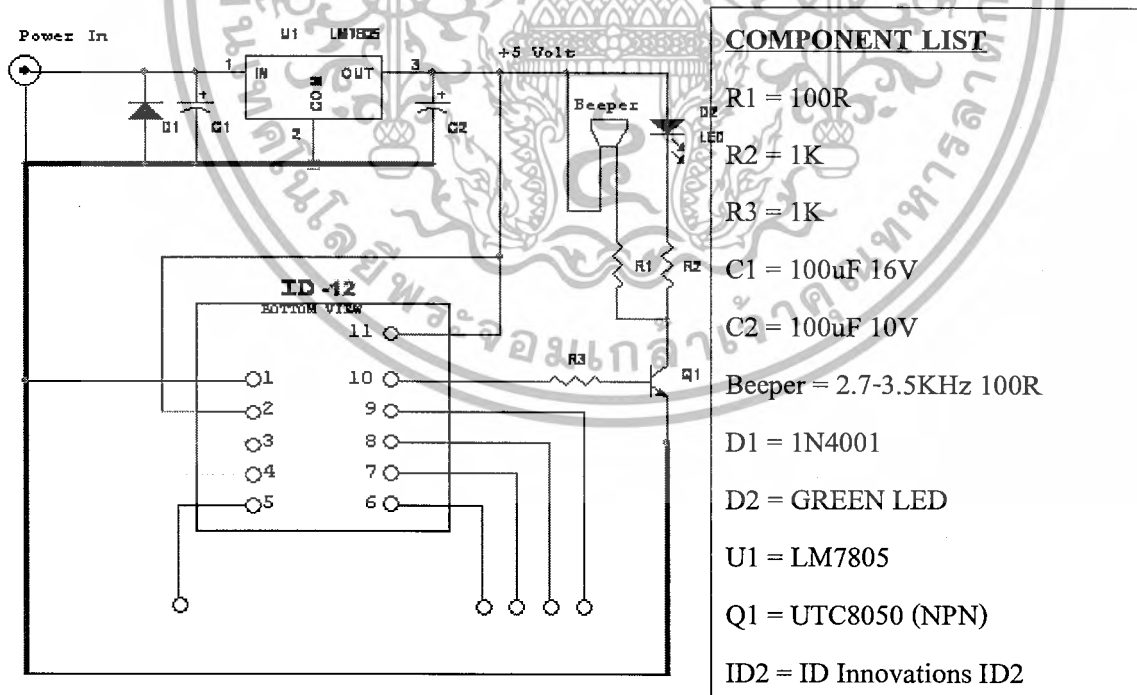 Power In
U1 LM7805
+5 Volt
1
IN
OUT
3
COM
2
D1
C1
C2
Beeper
D2
LED
R1
R2
ID -12
BOTTOM VIEW
11
1
10
2
9
3
8
4
7
5
6
R3
Q1
COMPONENT LIST
R1 = 100R
R2 = 1K
R3 = 1K
C1 = 100uF 16V
C2 = 100uF 10V
Beeper = 2.7-3.5KHz 100R
D1 = 1N4001
D2 = GREEN LED
U1 = LM7805
Q1 = UTC8050 (NPN)
ID2 = ID Innovations ID2